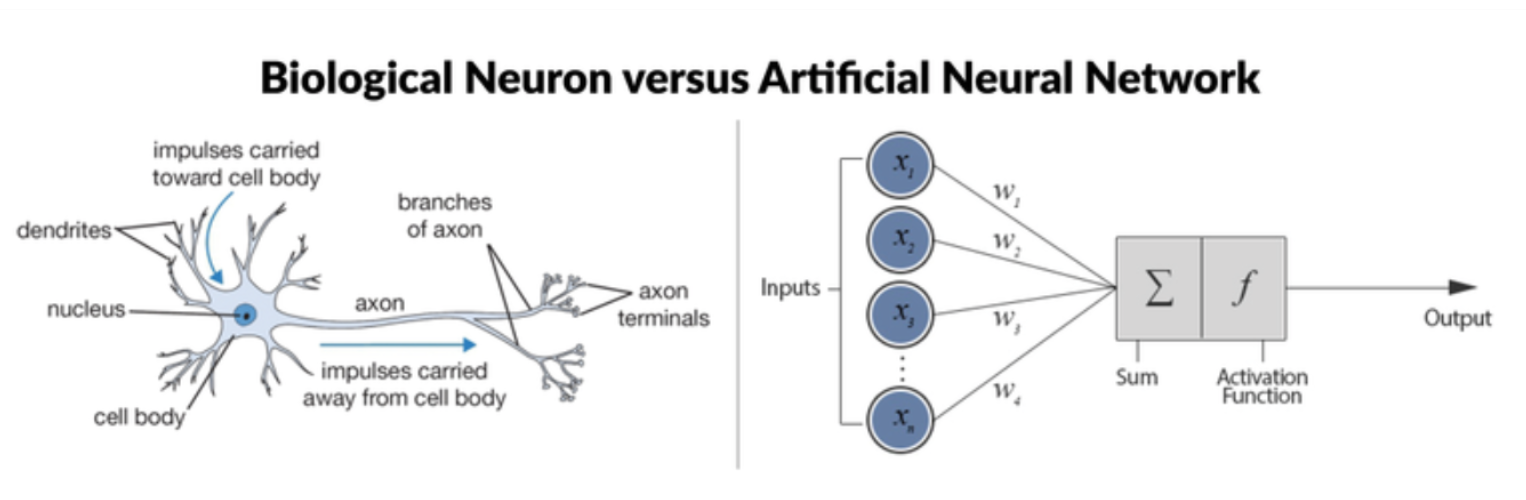 Biological Neuron versus Artificial Neural Network
impulses carried
toward cell body
dendrites
nucleus
cell body
axon
impulses carried
away from cell body
branches
of axon
axon
terminals
Inputs
x₁
x₂
x₃
xₙ
w₁
w₂
w₃
w₄
Σ
f
Sum
Activation
Function
Output